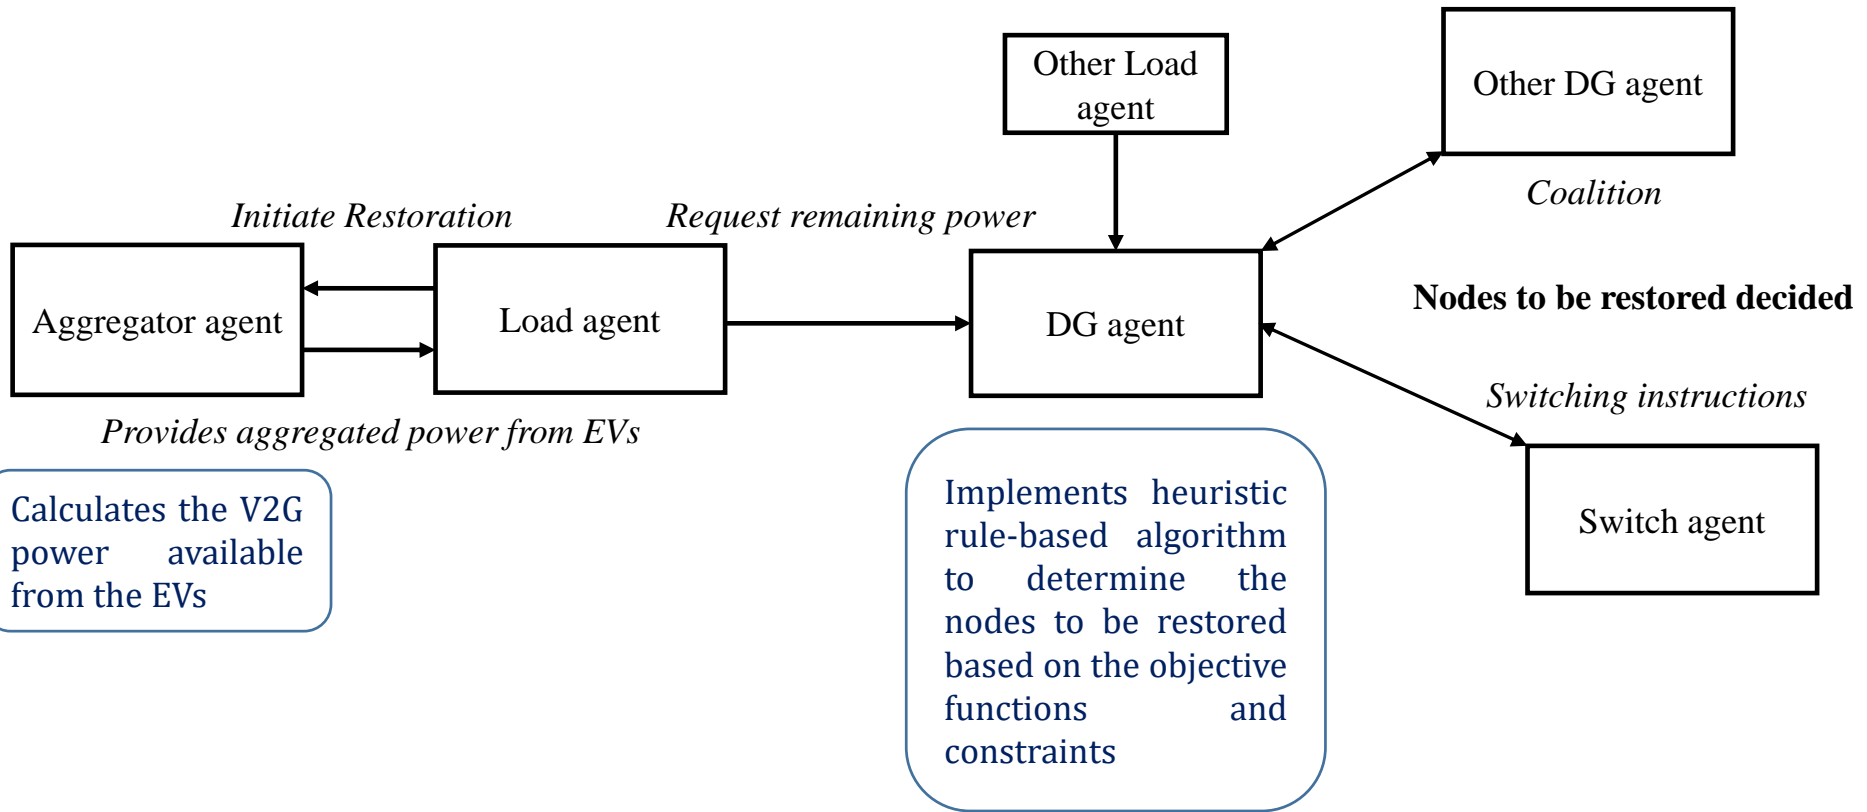 Other Load
agent
Other DG agent
Coalition
Initiate Restoration
Request remaining power
Aggregator agent
Load agent
DG agent
Nodes to be restored decided
Provides aggregated power from EVs
Switching instructions
Switch agent
Calculates the V2G
power available
from the EVs
Implements heuristic
rule-based algorithm
to determine the
nodes to be restored
based on the objective
functions and
constraints